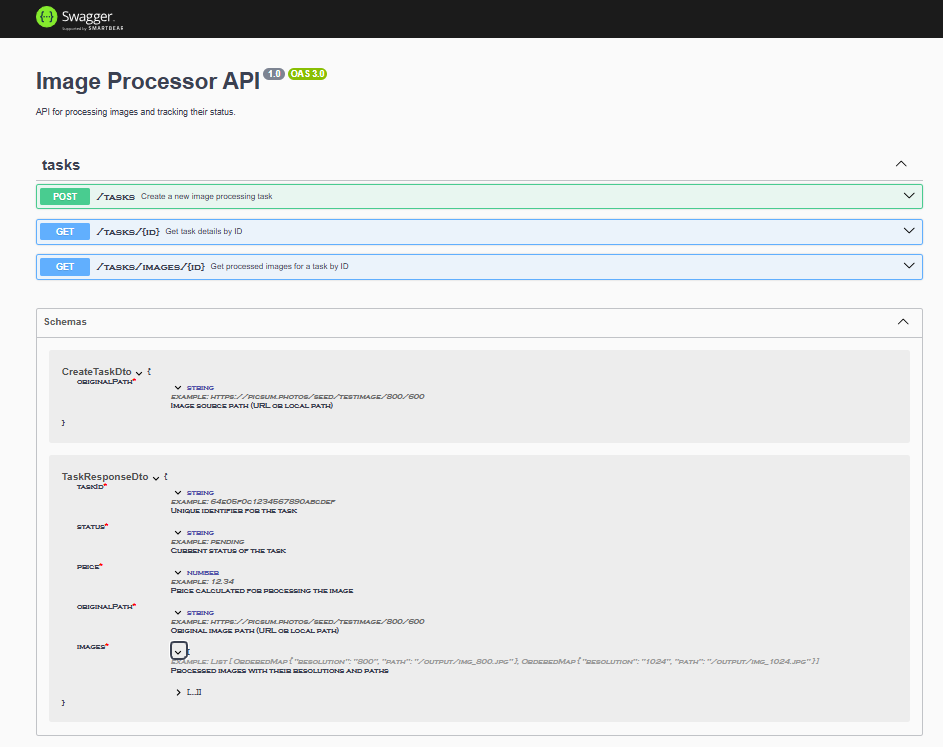 Swagger.
Supported by SMARTBEAR
Image Processor API 1.0 OAS 3.0
API for processing images and tracking their status.
tasks
POST /tasks Create a new image processing task
GET /tasks/{id} Get task details by ID
GET /tasks/images/{id} Get processed images for a task by ID
Schemas
CreateTaskDto {
originalPath*
string
example: https://picsum.photos/seed/testimage/800/600
Image source path (URL or local path)
}
TaskResponseDto {
taskId*
string
example: 64e05f0c1234567890abcdef
Unique identifier for the task
status*
string
example: pending
Current status of the task
price*
number
example: 12.34
Price calculated for processing the image
originalPath*
string
example: https://picsum.photos/seed/testimage/800/600
Original image path (URL or local path)
images*
[
example: List [ OrderedMap { "resolution": "800", "path": "/output/img_800.jpg" }, OrderedMap { "resolution": "1024", "path": "/output/img_1024.jpg" } ]
Processed images with their resolutions and paths
[...]]
}